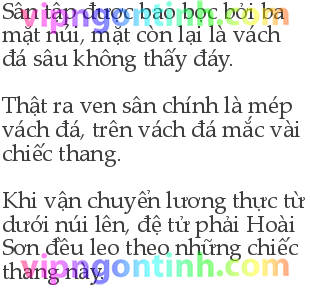 Sân tập được bao bọc bởi ba
mặt núi, mặt còn lại là vách
đá sâu không thấy đáy.
Thật ra ven sân chính là mép
vách đá, trên vách đá mắc vài
chiếc thang.
Khi vận chuyển lương thực từ
dưới núi lên, đệ tử phái Hoài
Sơn đều leo theo những chiếc
thang này.
vipngontinh.com
vipngontinh.com